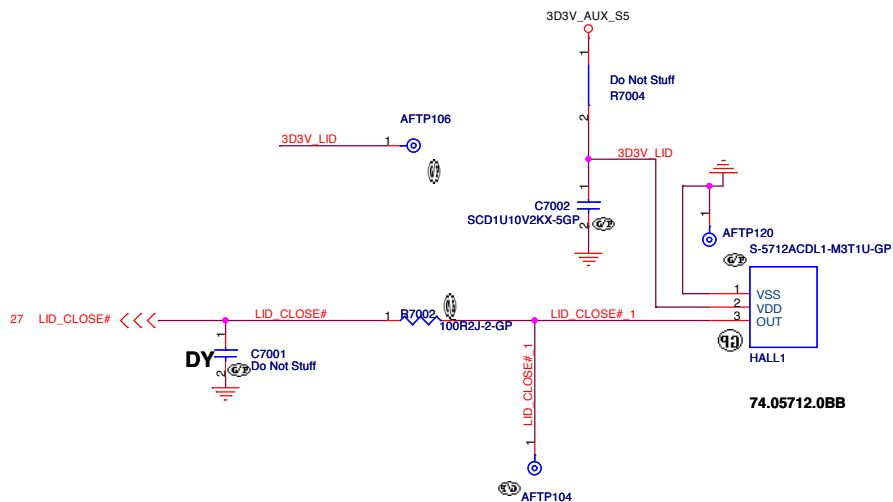 3D3V_AUX_S5
1
Do Not Stuff
R7004
2
AFTP106
3D3V_LID
1
3D3V_LID
1
C7002
SCD1U10V2KX-5GP
2
1
AFTP120
S-5712ACDL1-M3T1U-GP
1
VSS
2
VDD
3
OUT
GP
HALL1
74.05712.0BB
27 LID_CLOSE#
LID_CLOSE#
1
R7002
100R2J-2-GP
LID_CLOSE#_1
1
DY
C7001
Do Not Stuff
2
LID_CLOSE#_1
1
AFTP104